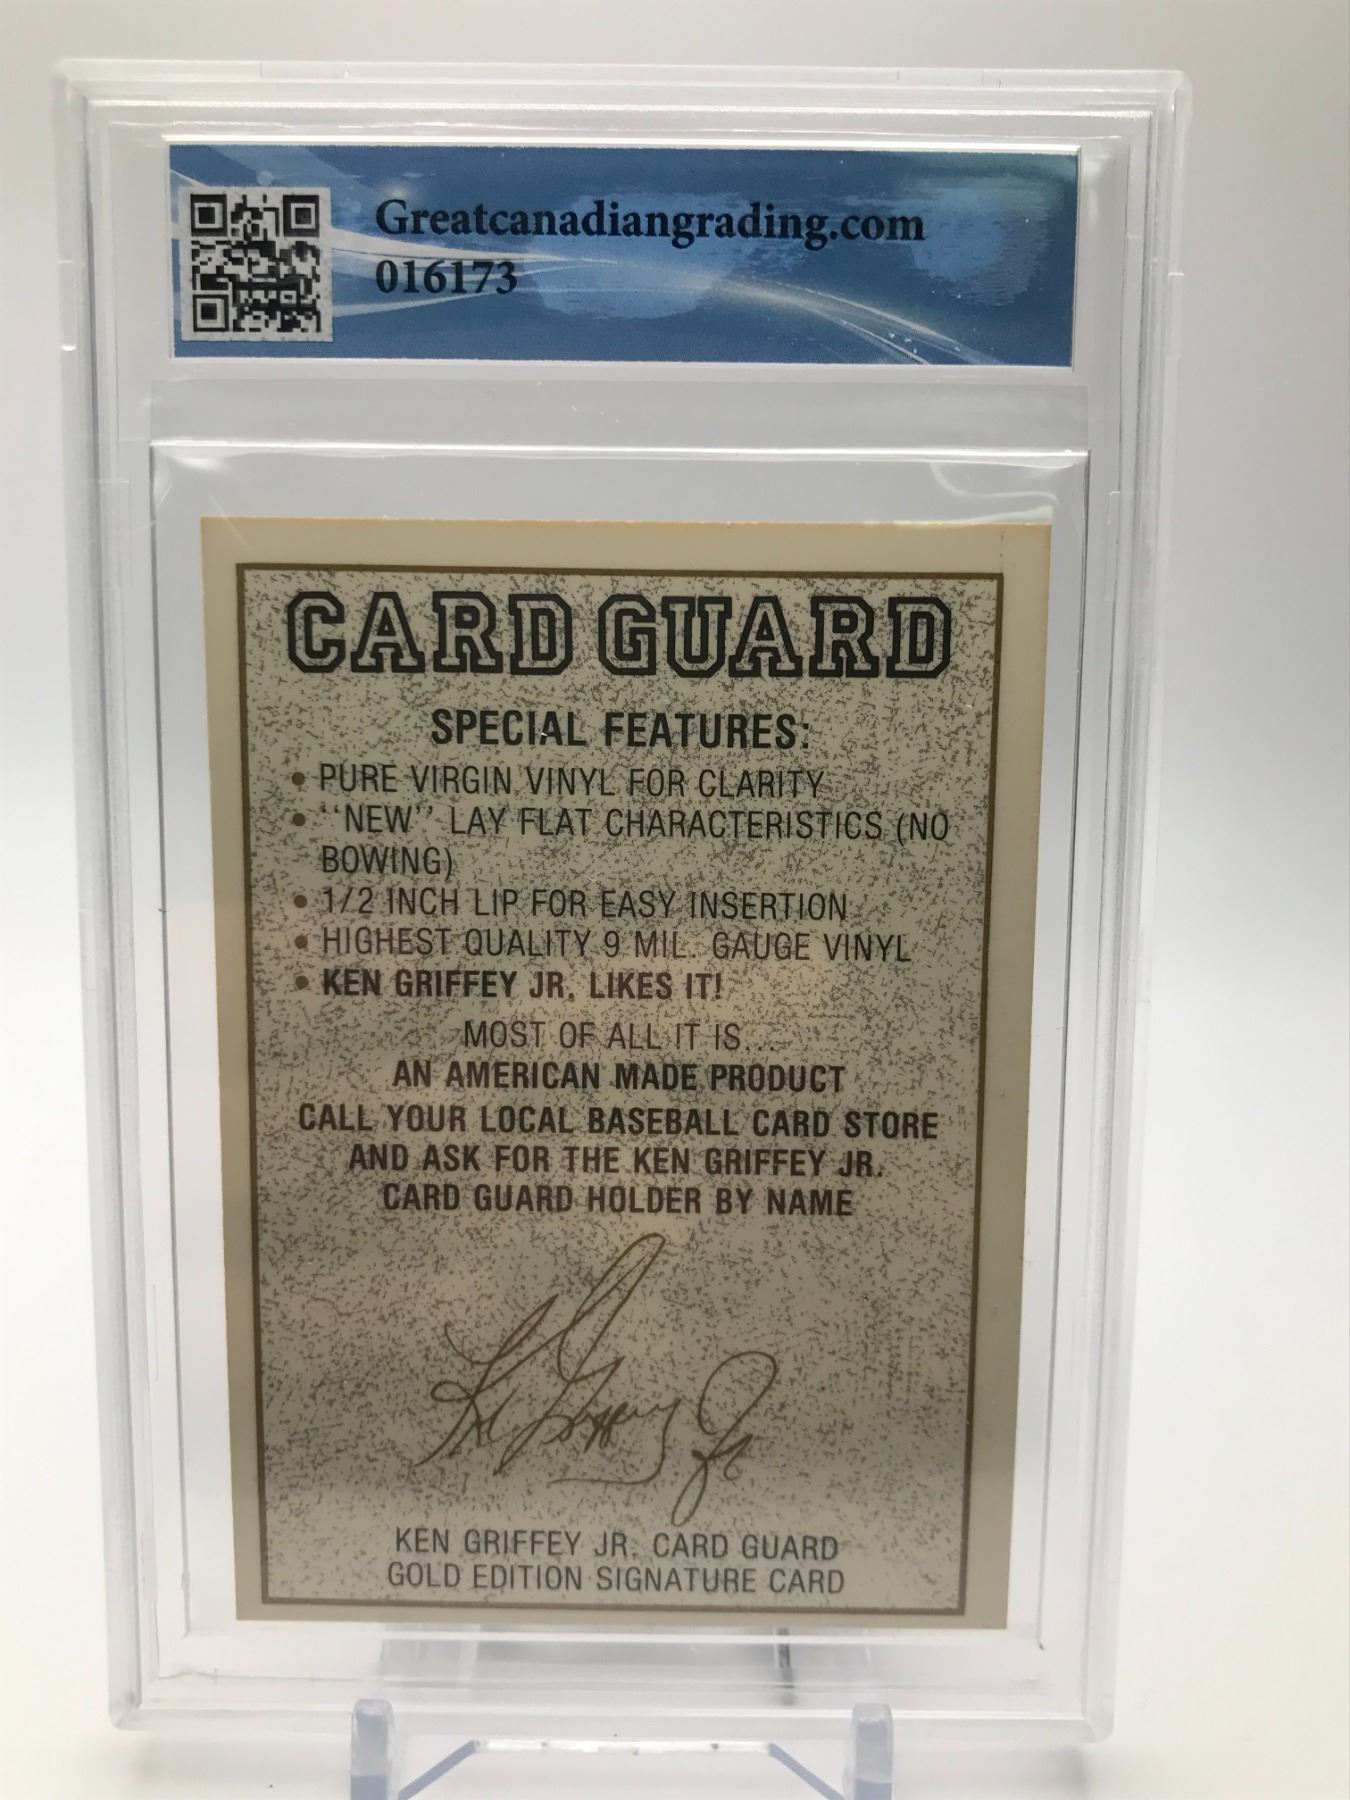 Greatcanadiangrading.com
016173
CARD GUARD
SPECIAL FEATURES:
• PURE VIRGIN VINYL FOR CLARITY
• "NEW" LAY FLAT CHARACTERISTICS (NO
BOWING)
• 1/2 INCH LIP FOR EASY INSERTION
• HIGHEST QUALITY 9 MIL. GAUGE VINYL
• KEN GRIFFEY JR. LIKES IT!
MOST OF ALL IT IS...
AN AMERICAN MADE PRODUCT
CALL YOUR LOCAL BASEBALL CARD STORE
AND ASK FOR THE KEN GRIFFEY JR.
CARD GUARD HOLDER BY NAME
Ken Griffey Jr
KEN GRIFFEY JR. CARD GUARD
GOLD EDITION SIGNATURE CARD